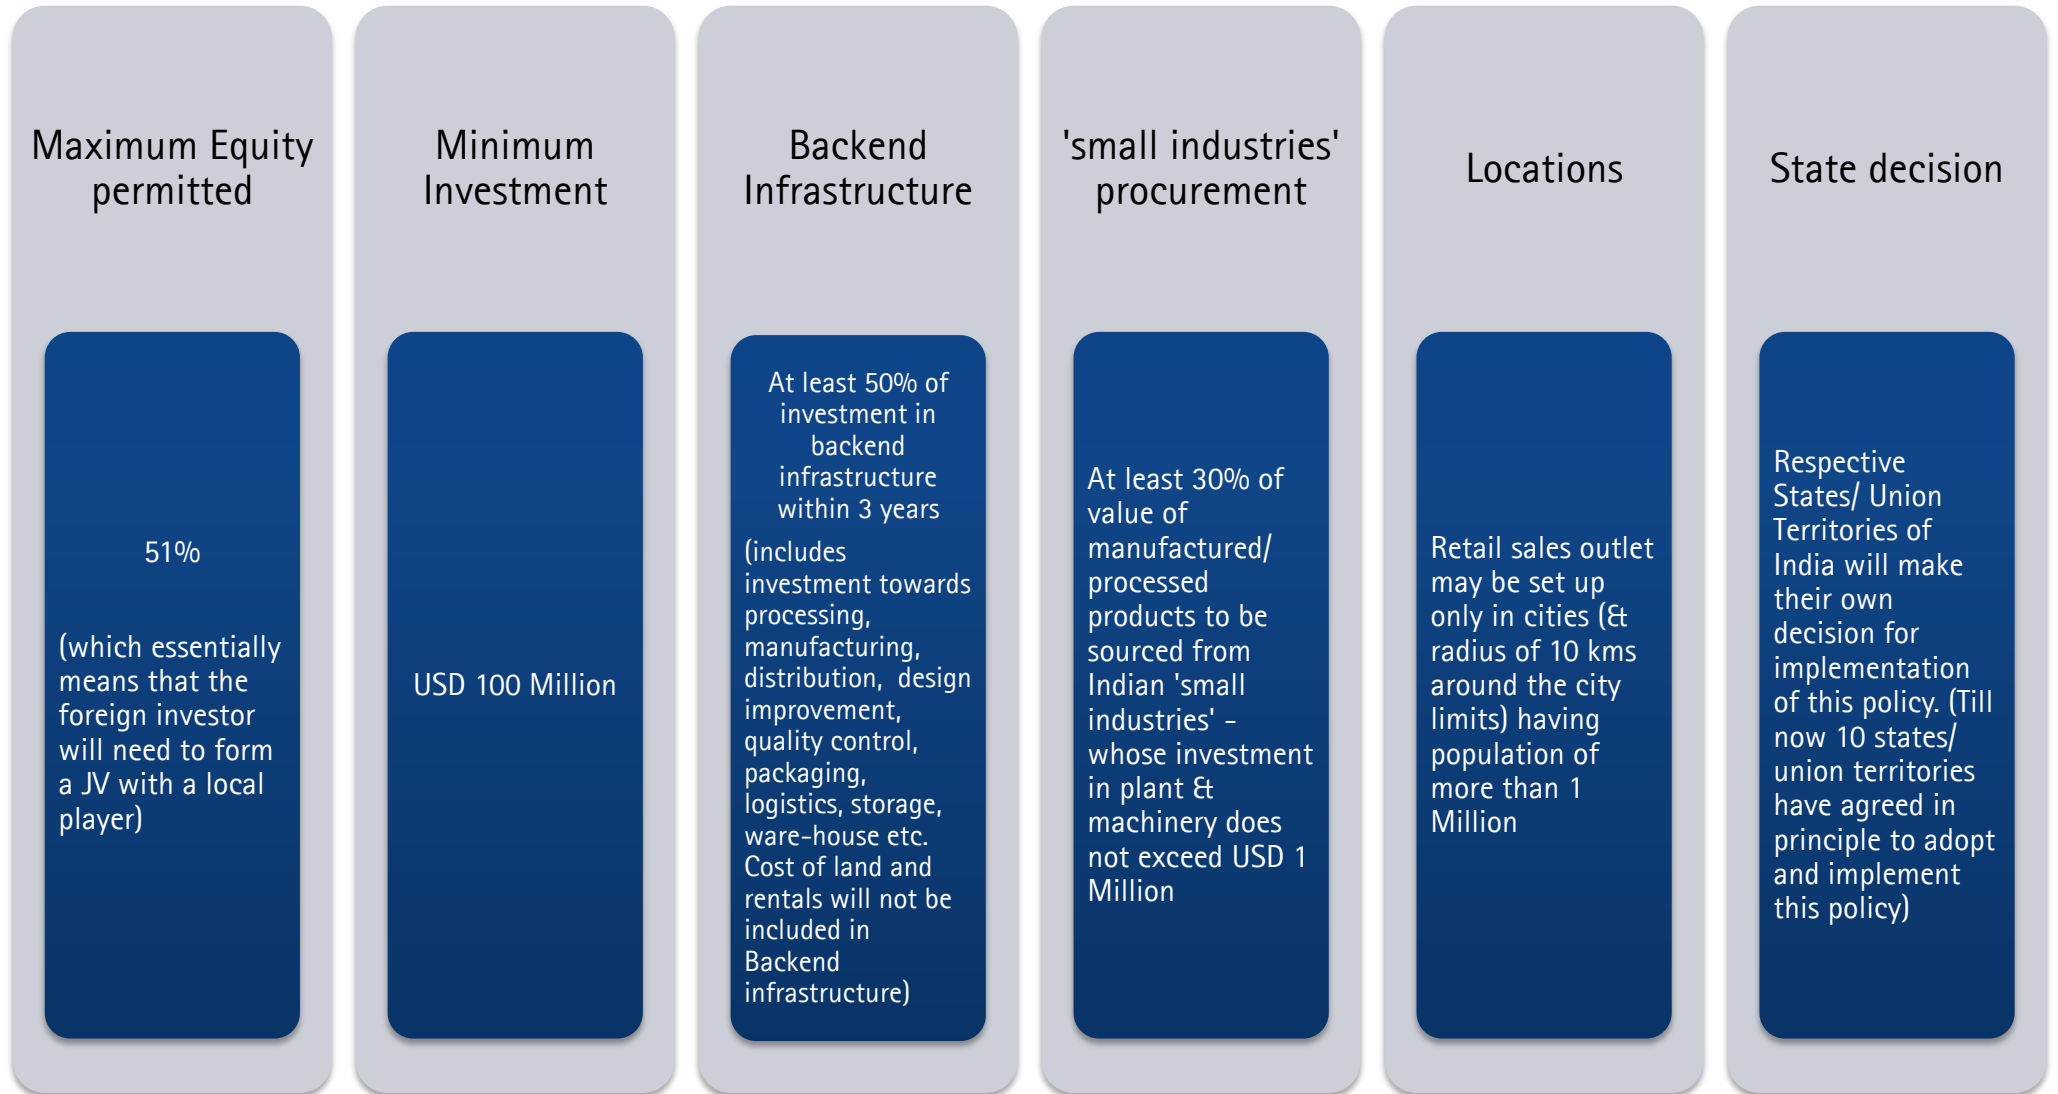 Maximum Equity
permitted
51%
(which essentially
means that the
foreign investor
will need to form
a JV with a local
player)
Minimum
Investment
USD 100 Million
Backend
Infrastructure
At least 50% of
investment in
backend
infrastructure
within 3 years
(includes
investment towards
processing,
manufacturing,
distribution, design
improvement,
quality control,
packaging,
logistics, storage,
ware-house etc.
Cost of land and
rentals will not be
included in
Backend
infrastructure)
'small industries'
procurement
At least 30% of
value of
manufactured/
processed
products to be
sourced from
Indian 'small
industries' -
whose investment
in plant &
machinery does
not exceed USD 1
Million
Locations
Retail sales outlet
may be set up
only in cities (&
radius of 10 kms
around the city
limits) having
population of
more than 1
Million
State decision
Respective
States/ Union
Territories of
India will make
their own
decision for
implementation
of this policy. (Till
now 10 states/
union territories
have agreed in
principle to adopt
and implement
this policy)